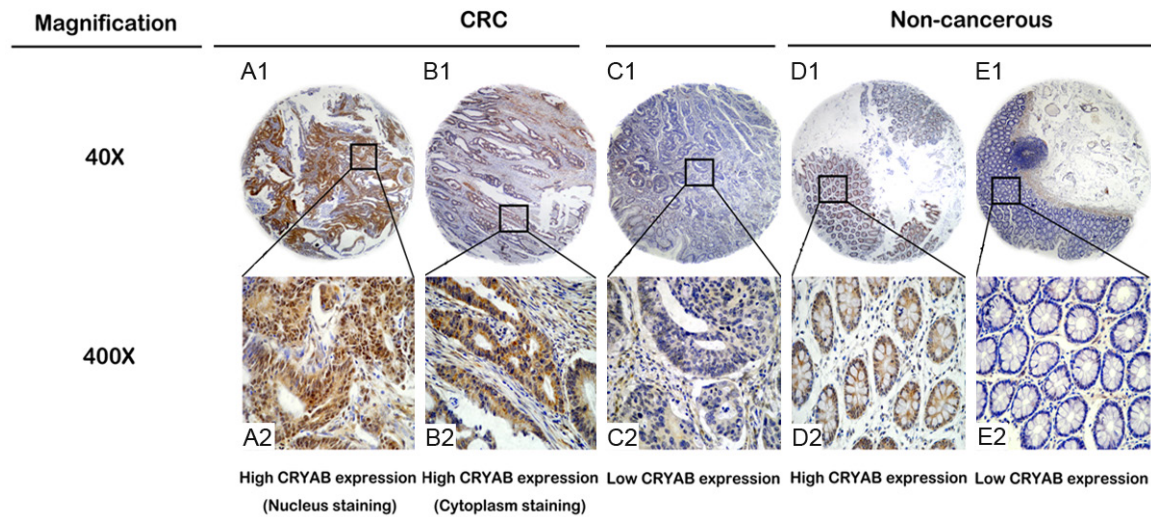 Magnification
CRC
Non-cancerous
A1
B1
C1
D1
E1
40X
400X
A2
B2
C2
D2
E2
High CRYAB expression
(Nucleus staining)
High CRYAB expression
(Cytoplasm staining)
Low CRYAB expression
High CRYAB expression
Low CRYAB expression